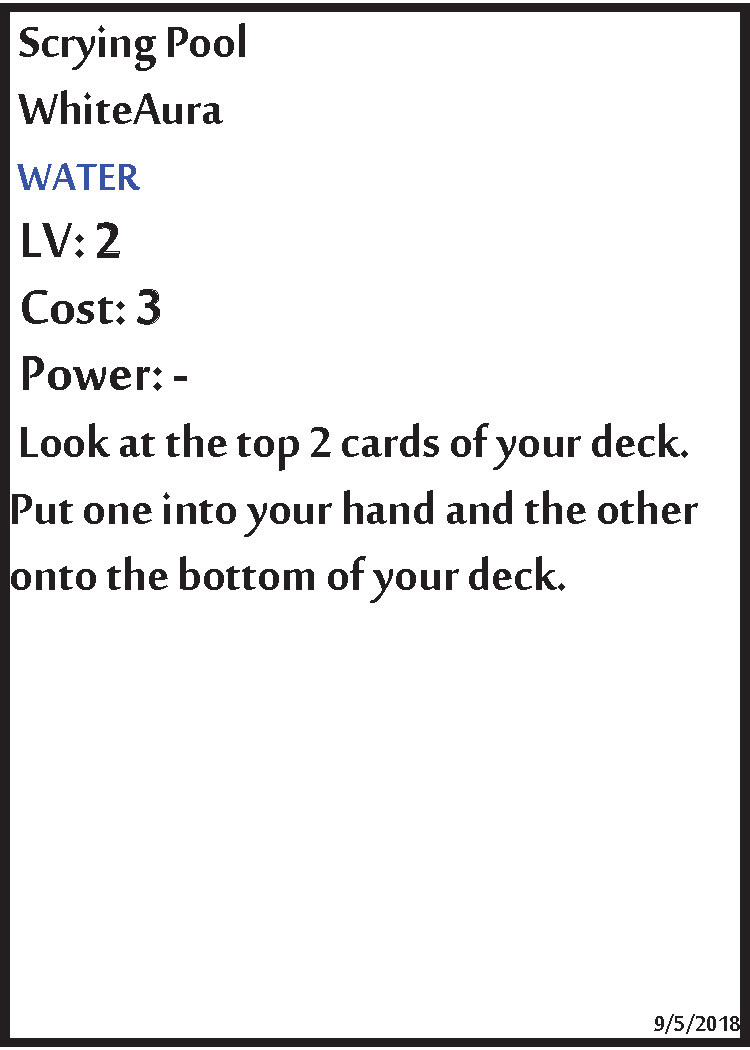 Scrying Pool
WhiteAura
WATER
LV: 2
Cost: 3
Power: -
Look at the top 2 cards of your deck.
Put one into your hand and the other
onto the bottom of your deck.
9/5/2018